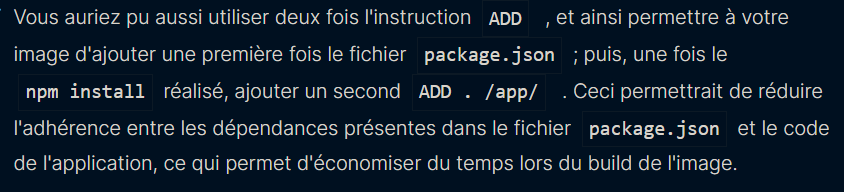 Vous auriez pu aussi utiliser deux fois l'instruction ADD , et ainsi permettre à votre
image d'ajouter une première fois le fichier package.json ; puis, une fois le
npm install réalisé, ajouter un second ADD . /app/ . Ceci permettrait de réduire
l'adhérence entre les dépendances présentes dans le fichier package.json et le code
de l'application, ce qui permet d'économiser du temps lors du build de l'image.